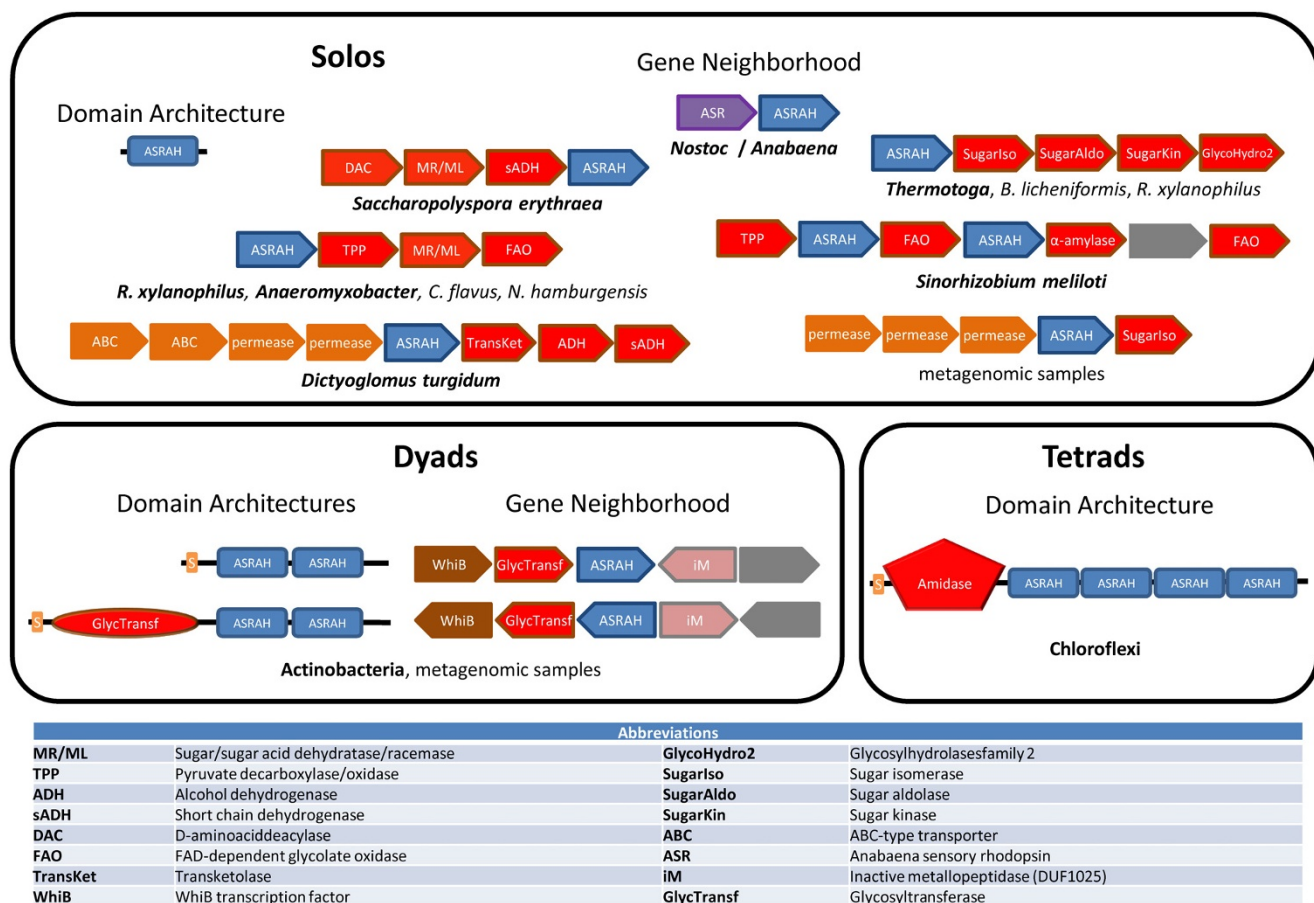 Solos
Domain Architecture
ASRAH
Gene Neighborhood
ASR ASRAH
Nostoc / Anabaena
DAC MR/ML sADH ASRAH
Saccharopolyspora erythraea
ASRAH SugarIso SugarAldo SugarKin GlycoHydro2
Thermotoga, B. licheniformis, R. xylanophilus
ASRAH TPP MR/ML FAO
R. xylanophilus, Anaeromyxobacter, C. flavus, N. hamburgensis
TPP ASRAH FAO ASRAH α-amylase FAO
Sinorhizobium meliloti
ABC ABC permease permease ASRAH TransKet ADH sADH
Dictyoglomus turgidum
permease permease permease ASRAH SugarIso
metagenomic samples
Dyads
Domain Architectures
S ASRAH ASRAH
S GlycTransf ASRAH ASRAH
Gene Neighborhood
WhiB GlycTransf ASRAH iM
WhiB GlycTransf ASRAH iM
Actinobacteria, metagenomic samples
Tetrads
Domain Architecture
S Amidase ASRAH ASRAH ASRAH ASRAH
Chloroflexi
Abbreviations
MR/ML Sugar/sugar acid dehydratase/racemase GlycoHydro2 Glycosylhydrolasesfamily 2
TPP Pyruvate decarboxylase/oxidase SugarIso Sugar isomerase
ADH Alcohol dehydrogenase SugarAldo Sugar aldolase
sADH Short chain dehydrogenase SugarKin Sugar kinase
DAC D-aminoaciddeacylase ABC ABC-type transporter
FAO FAD-dependent glycolate oxidase ASR Anabaena sensory rhodopsin
TransKet Transketolase iM Inactive metallopeptidase (DUF1025)
WhiB WhiB transcription factor GlycTransf Glycosyltransferase